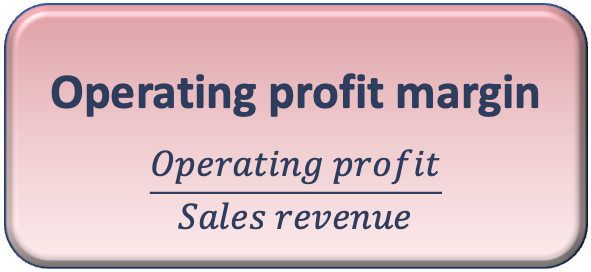 Operating profit margin
Operating profit
Sales revenue